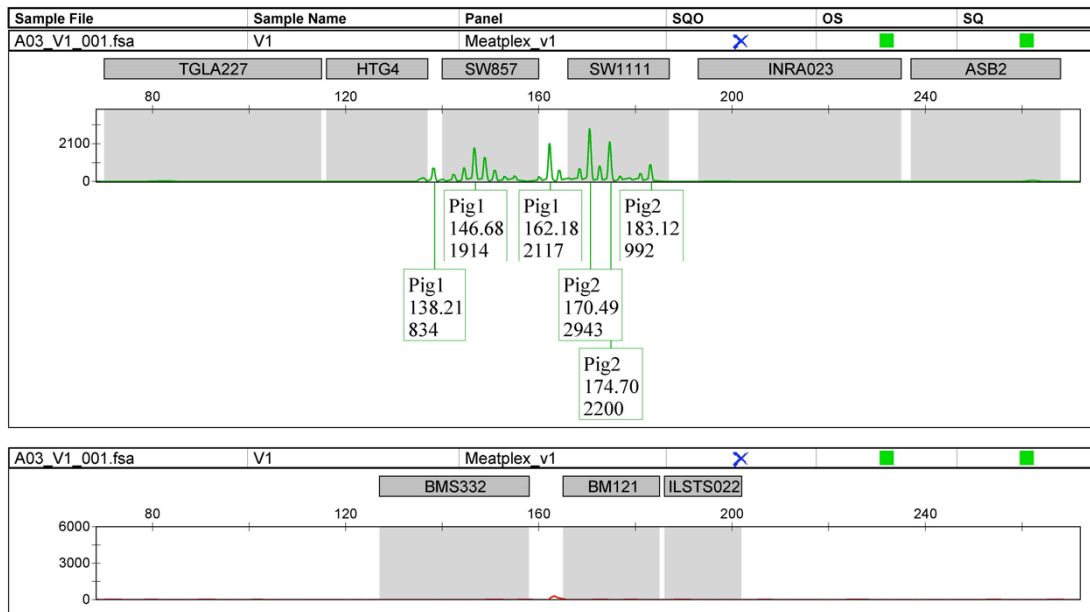 Sample File Sample Name Panel SQO OS SQ
A03_V1_001.fsa V1 Meatplex_v1
TGLA227 HTG4 SW857 SW1111 INRA023 ASB2
80 120 160 200 240
2100
0
Pig1
146.68
1914
Pig1
162.18
2117
Pig2
183.12
992
Pig1
138.21
834
Pig2
170.49
2943
Pig2
174.70
2200
A03_V1_001.fsa V1 Meatplex_v1
BMS332 BM121 ILSTS022
80 120 160 200 240
6000
3000
0